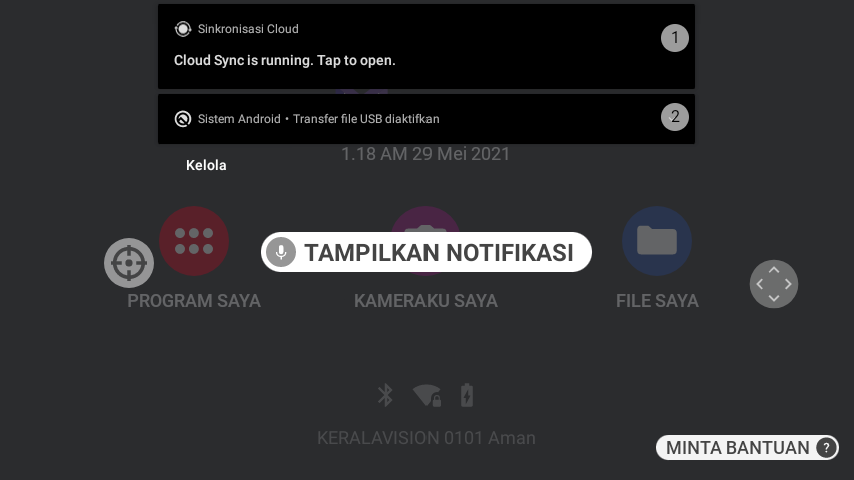 Sinkronisasi Cloud
1
Cloud Sync is running. Tap to open.
Sistem Android • Transfer file USB diaktifkan
2
Kelola
1.18 AM 29 Mei 2021
TAMPILKAN NOTIFIKASI
PROGRAM SAYA
KAMERAKU SAYA
FILE SAYA
KERALAVISION 0101 Aman
MINTA BANTUAN ?